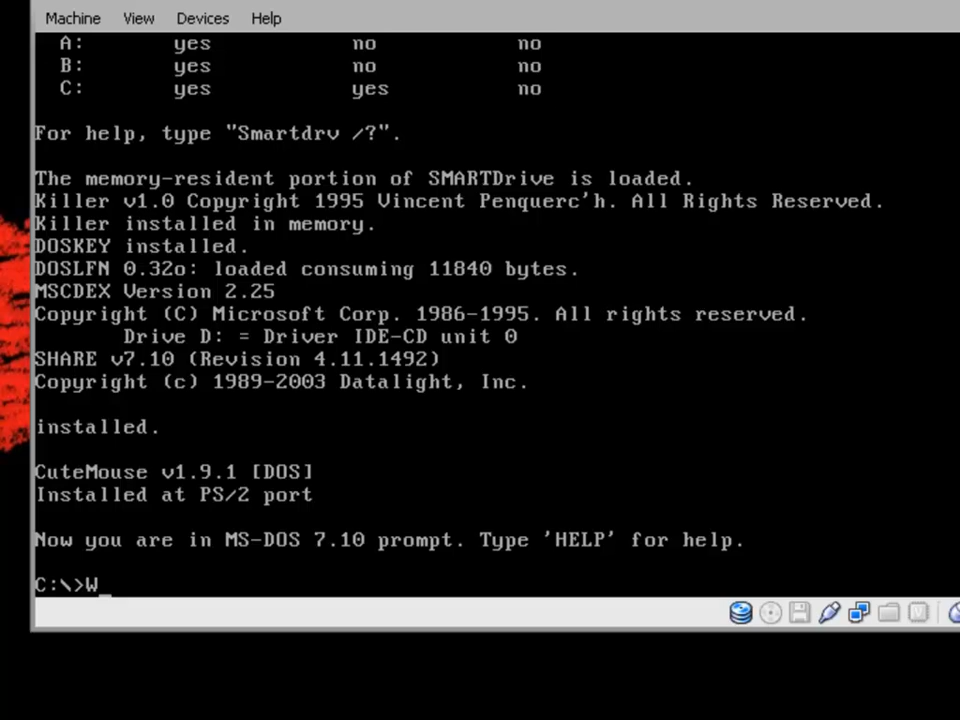 Machine View Devices Help
A: yes no no
B: yes no no
C: yes yes no
For help, type "Smartdrv /?".
The memory-resident portion of SMARTDrive is loaded.
Killer v1.0 Copyright 1995 Vincent Penquerc'h. All Rights Reserved.
Killer installed in memory.
DOSKEY installed.
DOSLFN 0.32o: loaded consuming 11840 bytes.
MSCDEX Version 2.25
Copyright (C) Microsoft Corp. 1986-1995. All rights reserved.
Drive D: = Driver IDE-CD unit 0
SHARE v7.10 (Revision 4.11.1492)
Copyright (c) 1989-2003 Datalight, Inc.
installed.
CuteMouse v1.9.1 [DOS]
Installed at PS/2 port
Now you are in MS-DOS 7.10 prompt. Type 'HELP' for help.
C:\>W_